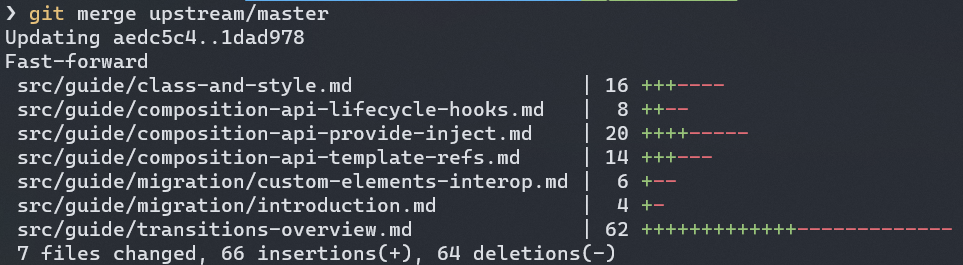 ❯ git merge upstream/master
Updating aedc5c4..1dad978
Fast-forward
 src/guide/class-and-style.md                    | 16 +++----
 src/guide/composition-api-lifecycle-hooks.md    |  8 ++--
 src/guide/composition-api-provide-inject.md     | 20 ++++-----
 src/guide/composition-api-template-refs.md      | 14 +++---
 src/guide/migration/custom-elements-interop.md |  6 +--
 src/guide/migration/introduction.md             |  4 +-
 src/guide/transitions-overview.md               | 62 +++++++++++++-------------
 7 files changed, 66 insertions(+), 64 deletions(-)